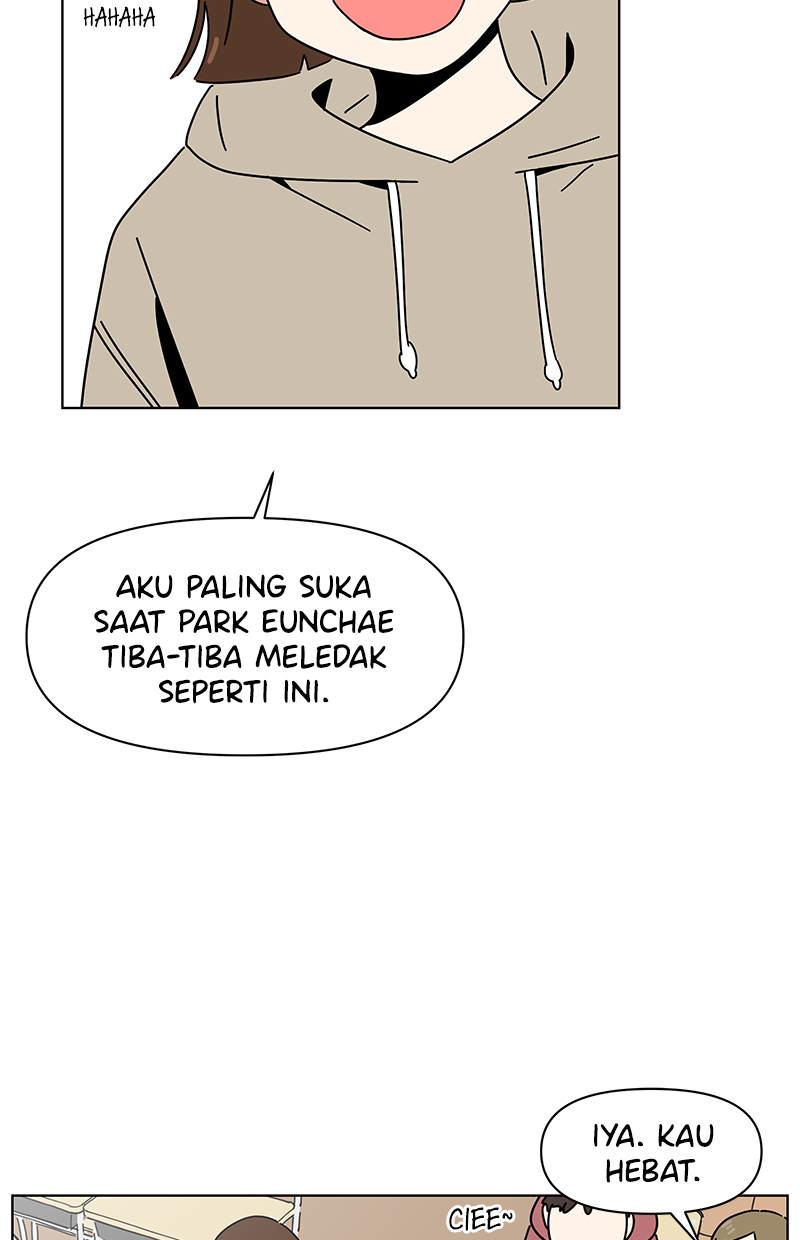 HAHAHA
AKU PALING SUKA
SAAT PARK EUNCHAE
TIBA-TIBA MELEDAK
SEPERTI INI.
IYA. KAU
HEBAT.
CIEE~